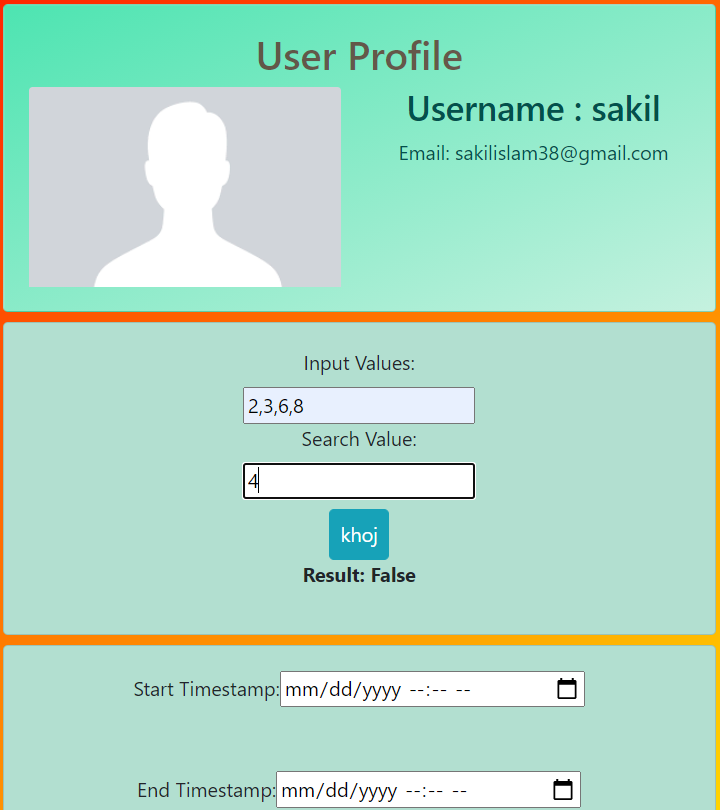 User Profile
Username : sakil
Email: sakilislam38@gmail.com
Input Values:
2,3,6,8
Search Value:
4
khoj
Result: False
Start Timestamp: mm/dd/yyyy --:-- --
End Timestamp: mm/dd/yyyy --:-- --